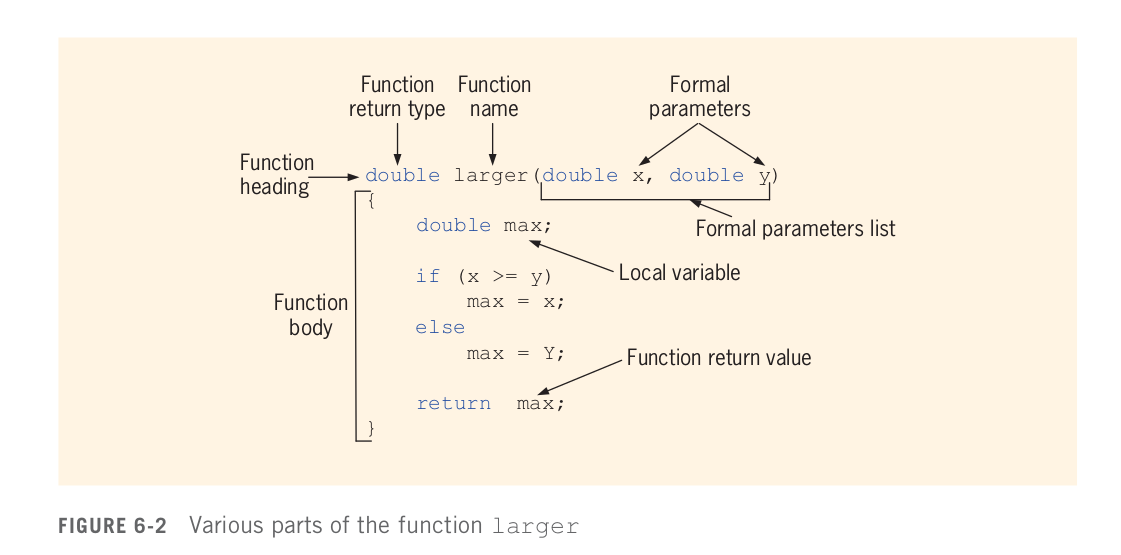 Function return type
Function name
Formal parameters
Function heading
double larger(double x, double y)
{
Formal parameters list
double max;
Local variable
if (x >= y)
max = x;
Function body
else
max = Y;
Function return value
return max;
}
FIGURE 6-2 Various parts of the function larger